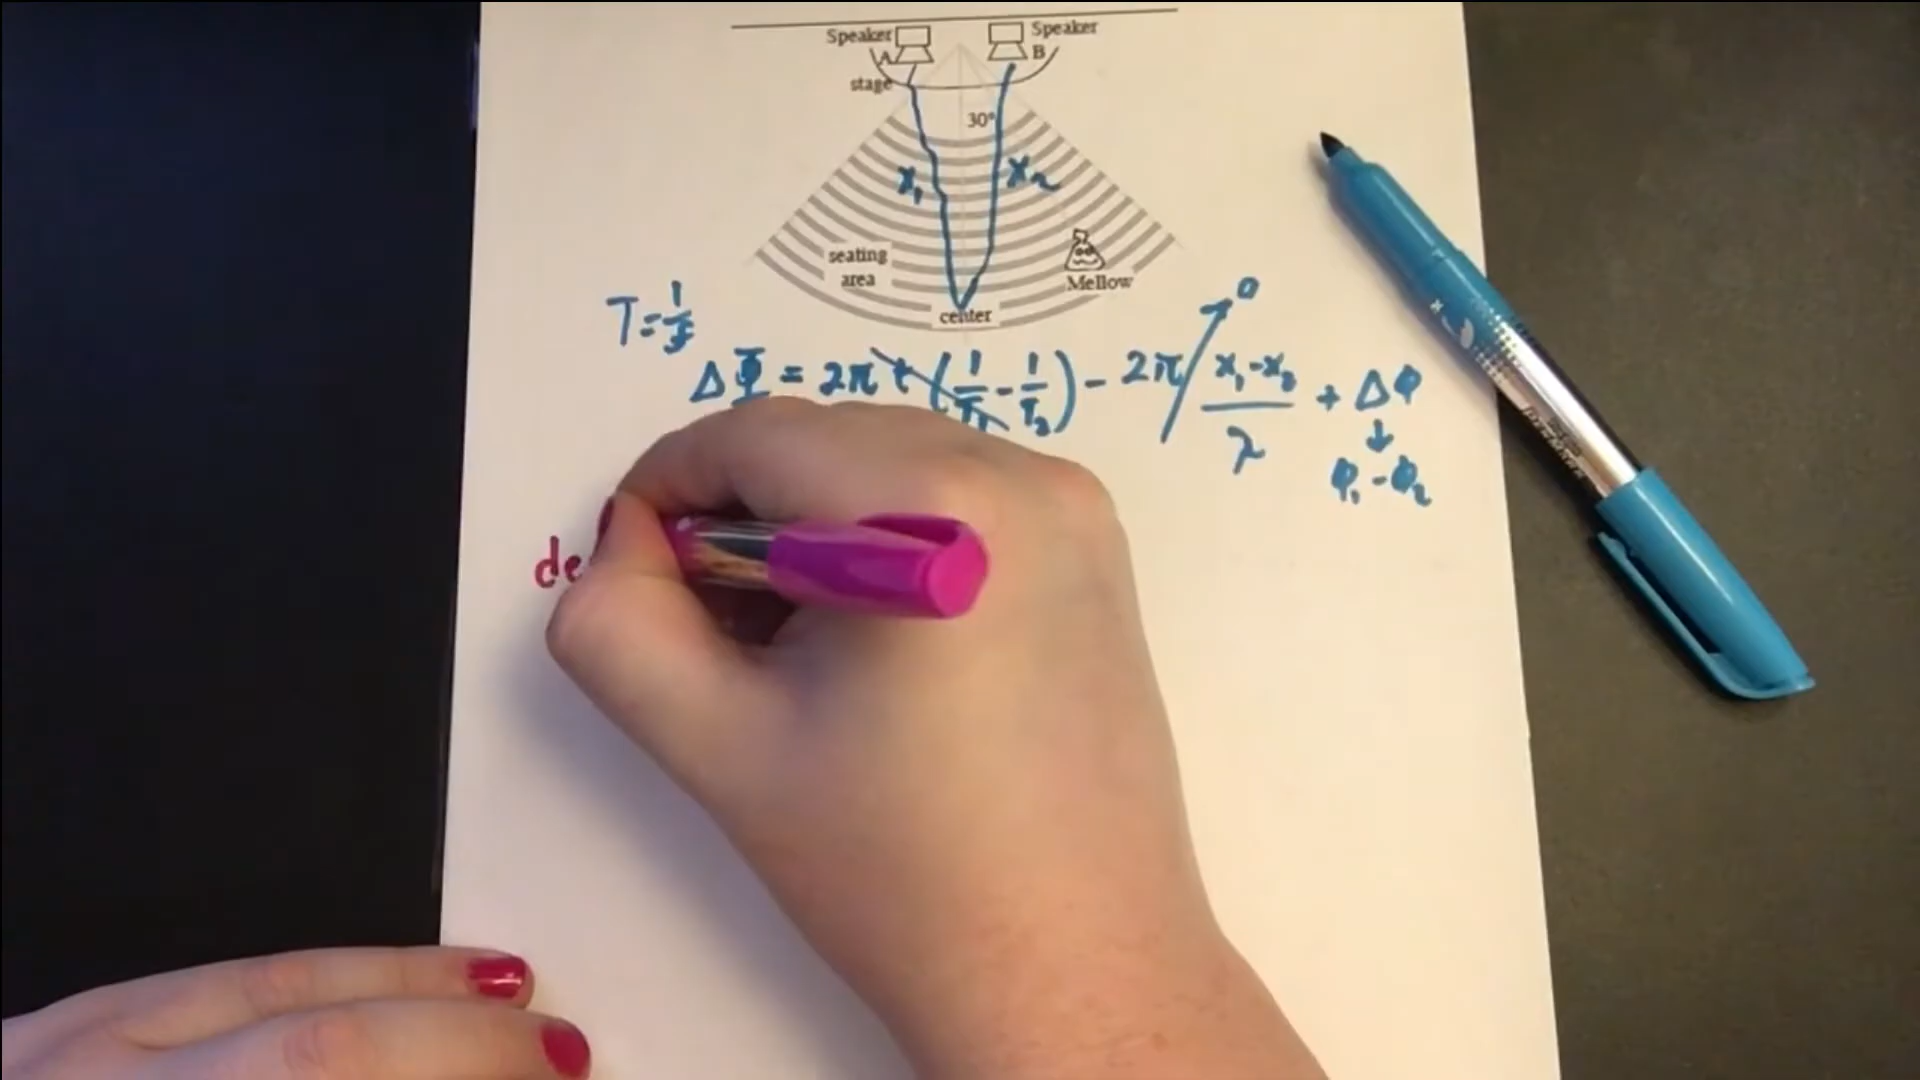 Speaker A
Speaker B
stage
30°
x₁
x₂
seating area
Mellow
center
T = 1/f
0
ΔΦ = 2πt (1/T₁ - 1/T₂) - 2π (x₁-x₂)/λ + Δφ
↓
φ₁ - φ₂
de